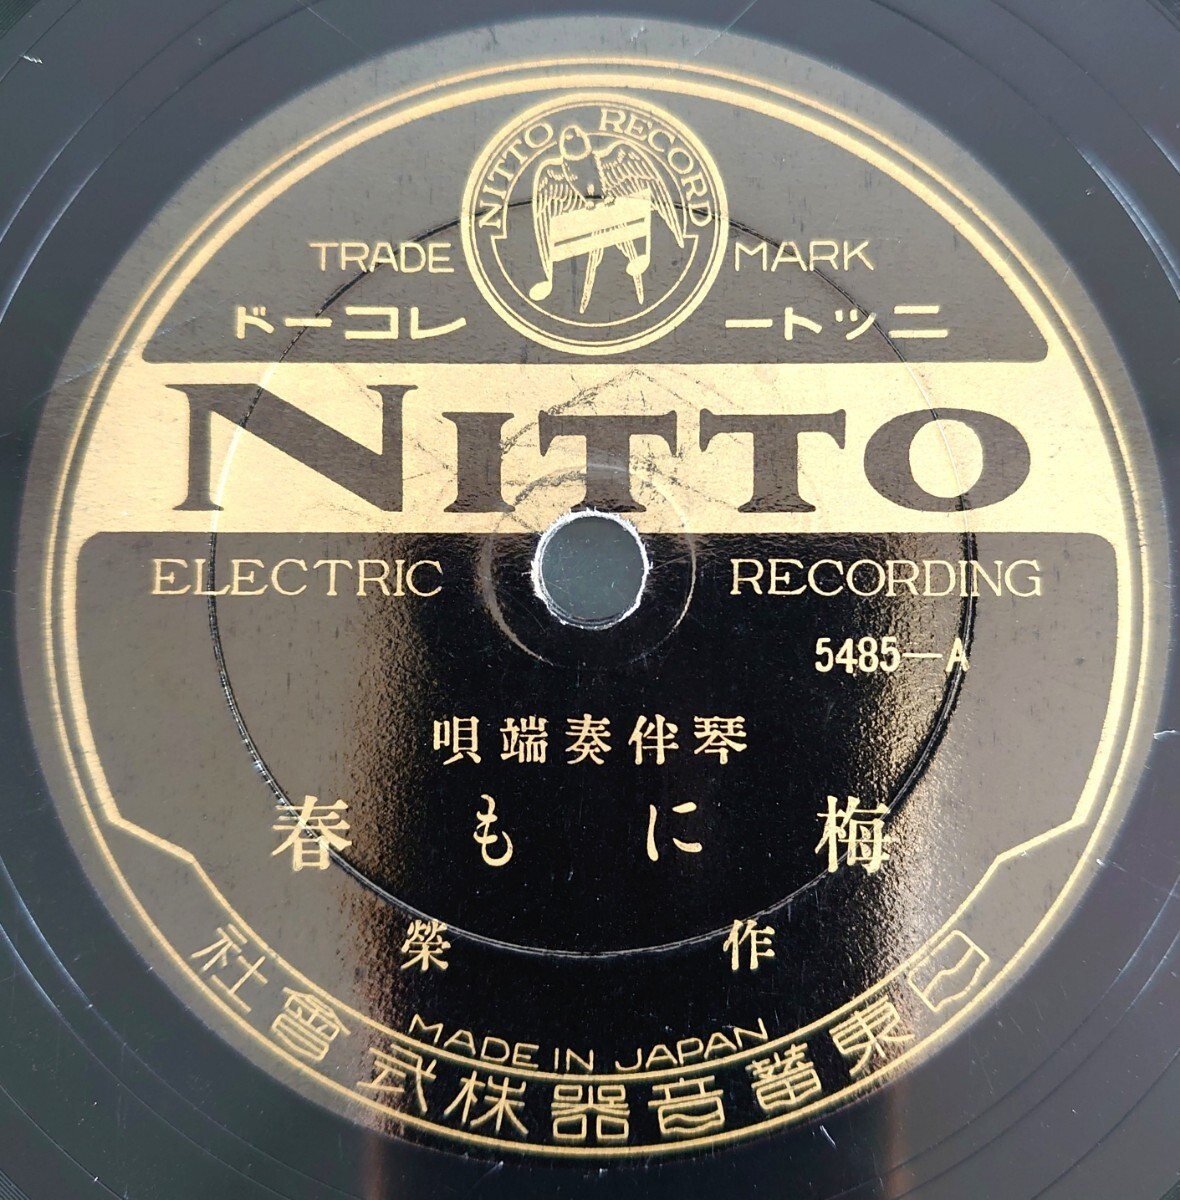 NITTO RECORD
TRADE MARK
ニットーレコード
NITTO
ELECTRIC RECORDING
5485—A
琴伴奏端唄
梅にも春
作榮
MADE IN JAPAN
日東蓄音器株式會社